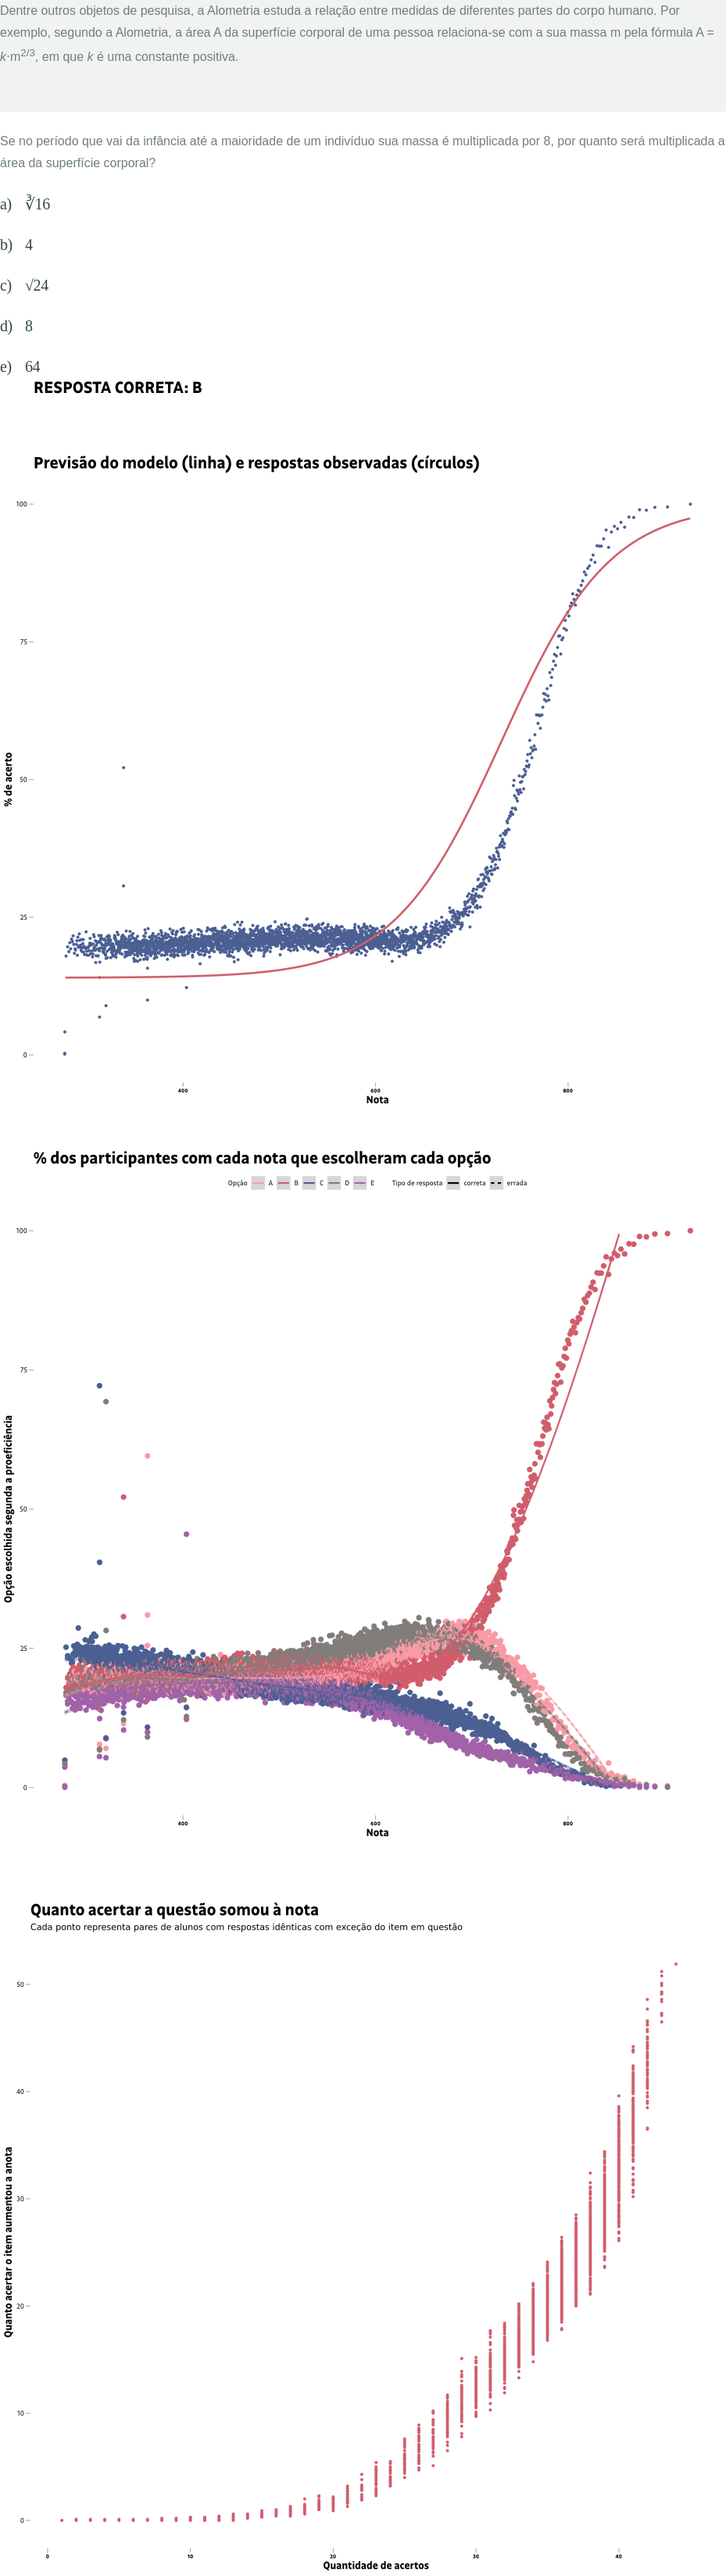 Dentre outros objetos de pesquisa, a Alometria estuda a relação entre medidas de diferentes partes do corpo humano. Por
exemplo, segundo a Alometria, a área A da superfície corporal de uma pessoa relaciona-se com a sua massa m pela fórmula A =
k·m2/3, em que k é uma constante positiva.
Se no período que vai da infância até a maioridade de um indivíduo sua massa é multiplicada por 8, por quanto será multiplicada a
área da superfície corporal?
a) ∛16
b) 4
c) √24
d) 8
e) 64
RESPOSTA CORRETA: B
Previsão do modelo (linha) e respostas observadas (círculos)
100
75
50
25
0
% de acerto
400 600 800
Nota
% dos participantes com cada nota que escolheram cada opção
Opção A B C D E Tipo de resposta correta errada
100
75
50
25
0
Opção escolhida segunda a proeficiência
400 600 800
Nota
Quanto acertar a questão somou à nota
Cada ponto representa pares de alunos com respostas idênticas com exceção do item em questão
50
40
30
20
10
0
Quanto acertar o item aumentou a anota
0 10 20 30 40
Quantidade de acertos